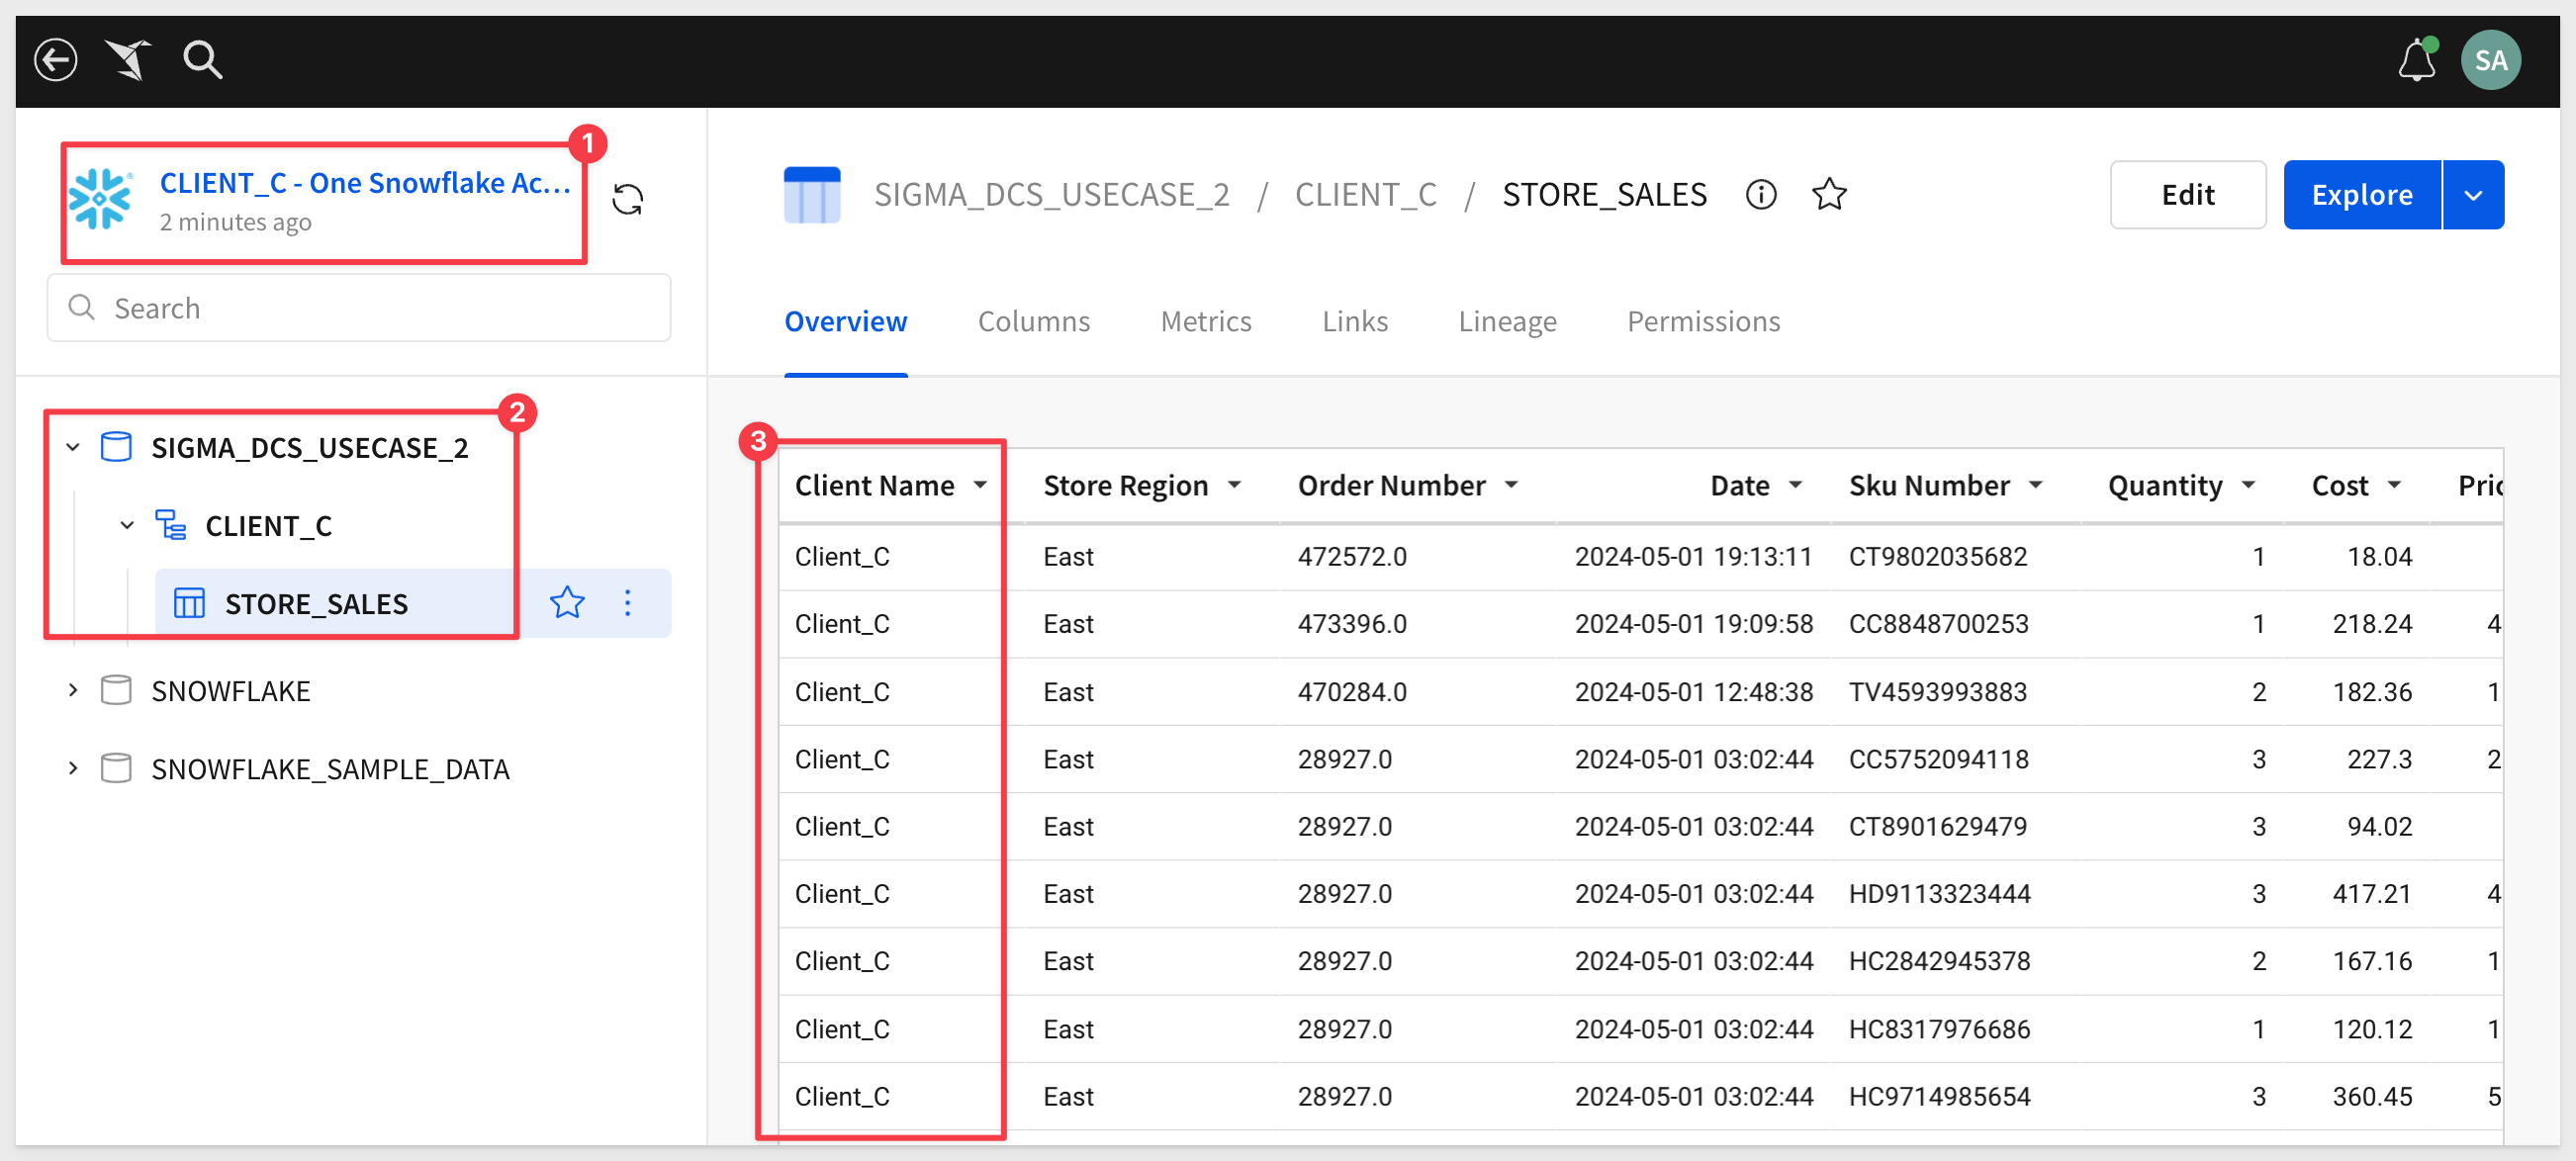 SA
1
CLIENT_C - One Snowflake Ac...
2 minutes ago
Search
2
SIGMA_DCS_USECASE_2
CLIENT_C
STORE_SALES
SNOWFLAKE
SNOWFLAKE_SAMPLE_DATA
SIGMA_DCS_USECASE_2 / CLIENT_C / STORE_SALES
Edit
Explore
Overview Columns Metrics Links Lineage Permissions
3
Client Name Store Region Order Number Date Sku Number Quantity Cost
Client_C East 472572.0 2024-05-01 19:13:11 CT9802035682 1 18.04
Client_C East 473396.0 2024-05-01 19:09:58 CC8848700253 1 218.24 4
Client_C East 470284.0 2024-05-01 12:48:38 TV4593993883 2 182.36 1
Client_C East 28927.0 2024-05-01 03:02:44 CC5752094118 3 227.3 2
Client_C East 28927.0 2024-05-01 03:02:44 CT8901629479 3 94.02
Client_C East 28927.0 2024-05-01 03:02:44 HD9113323444 3 417.21 4
Client_C East 28927.0 2024-05-01 03:02:44 HC2842945378 2 167.16 1
Client_C East 28927.0 2024-05-01 03:02:44 HC8317976686 1 120.12 1
Client_C East 28927.0 2024-05-01 03:02:44 HC9714985654 3 360.45 5